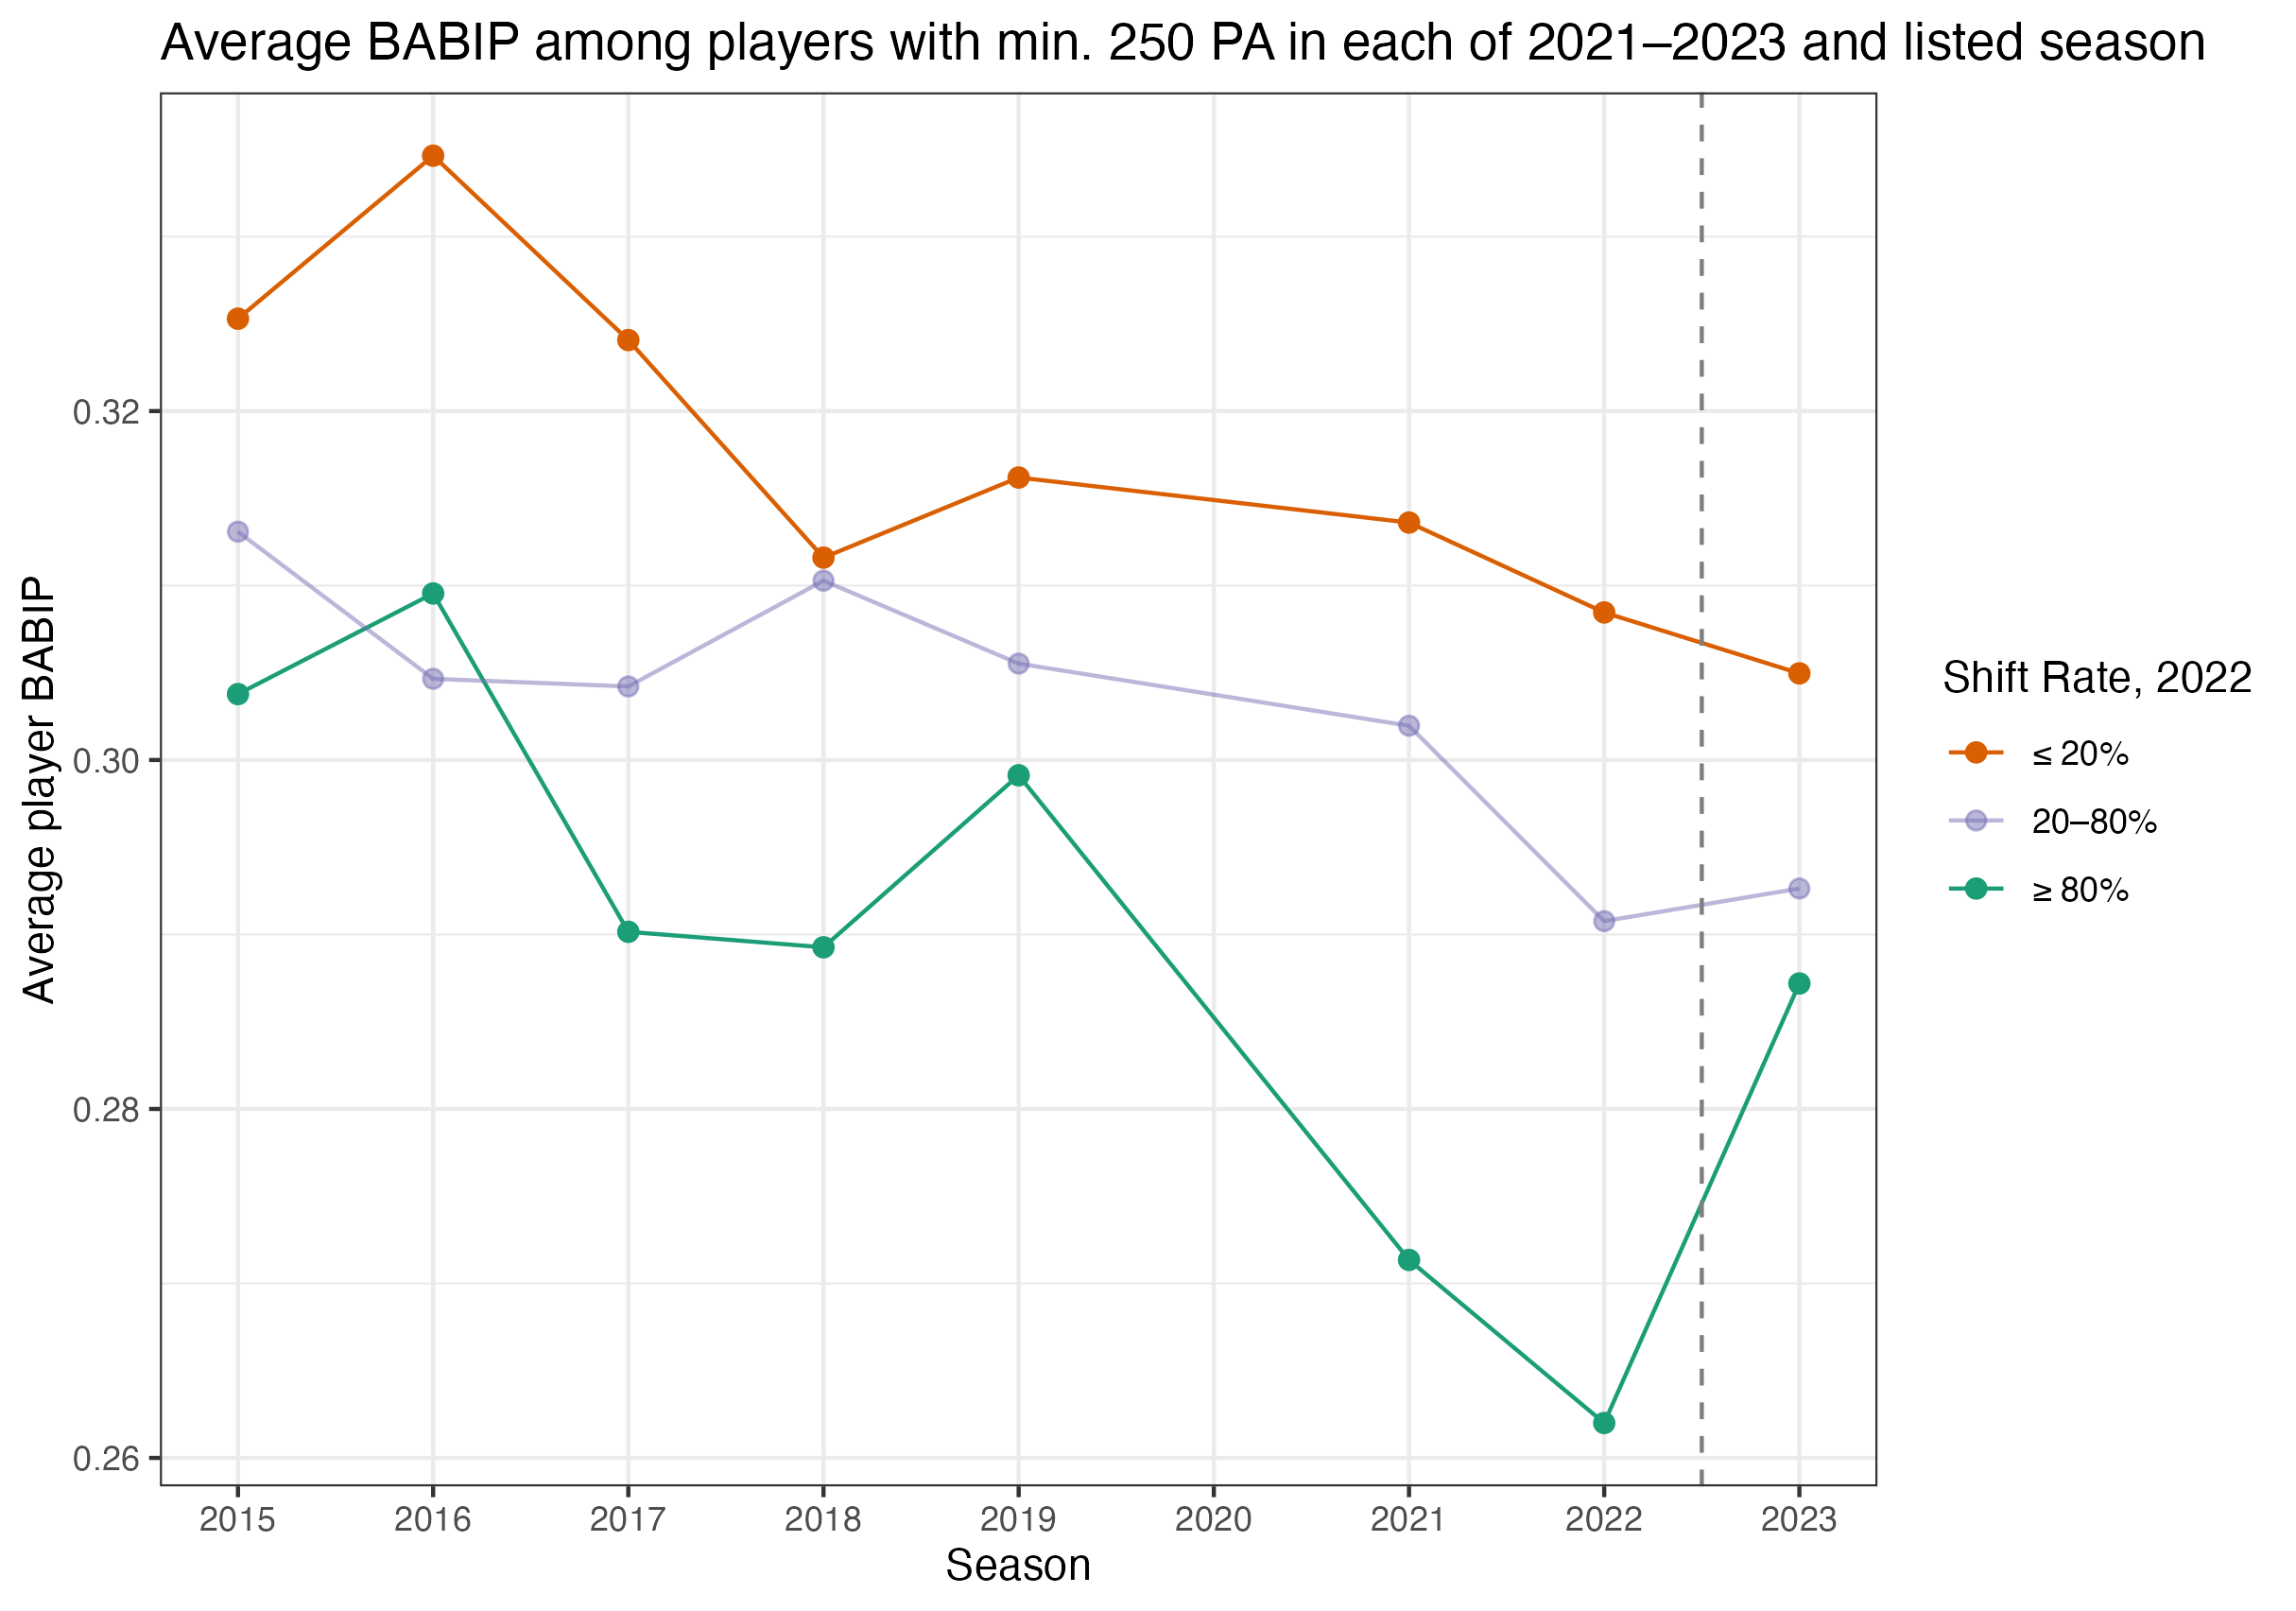 Average BABIP among players with min. 250 PA in each of 2021–2023 and listed season
Average player BABIP
0.32
0.30
0.28
0.26
2015 2016 2017 2018 2019 2020 2021 2022 2023
Season
Shift Rate, 2022
≤ 20%
20–80%
≥ 80%